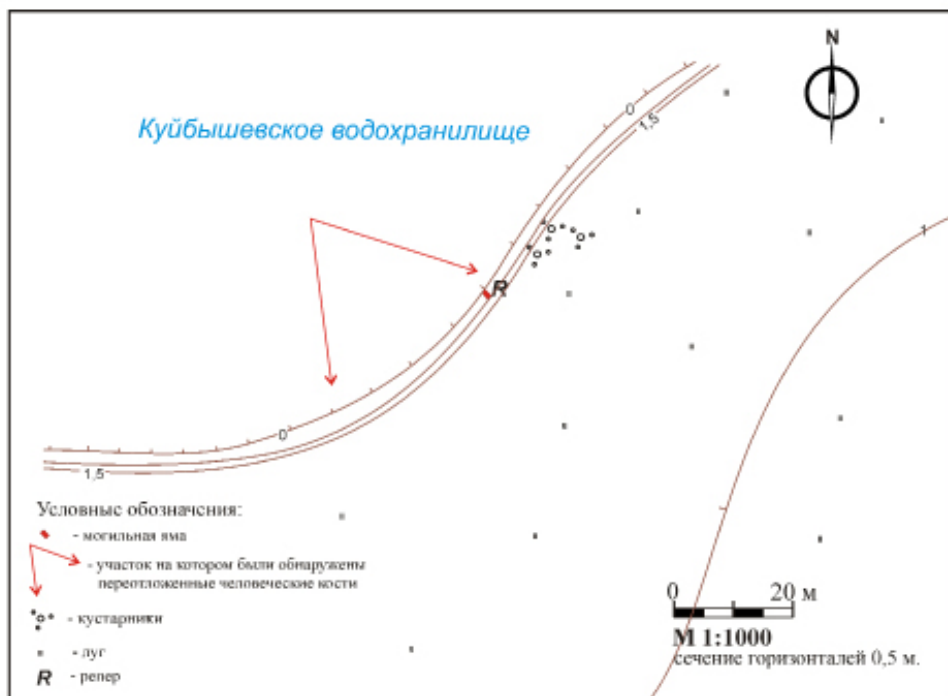 N
Куйбышевское водохранилище
0
1,5
1
R
0
1,5
Условные обозначения:
- могильная яма
- участок на котором были обнаружены
переотложенные человеческие кости
- кустарники
- луг
R - репер
0 20 м
М 1:1000
сечение горизонталей 0,5 м.